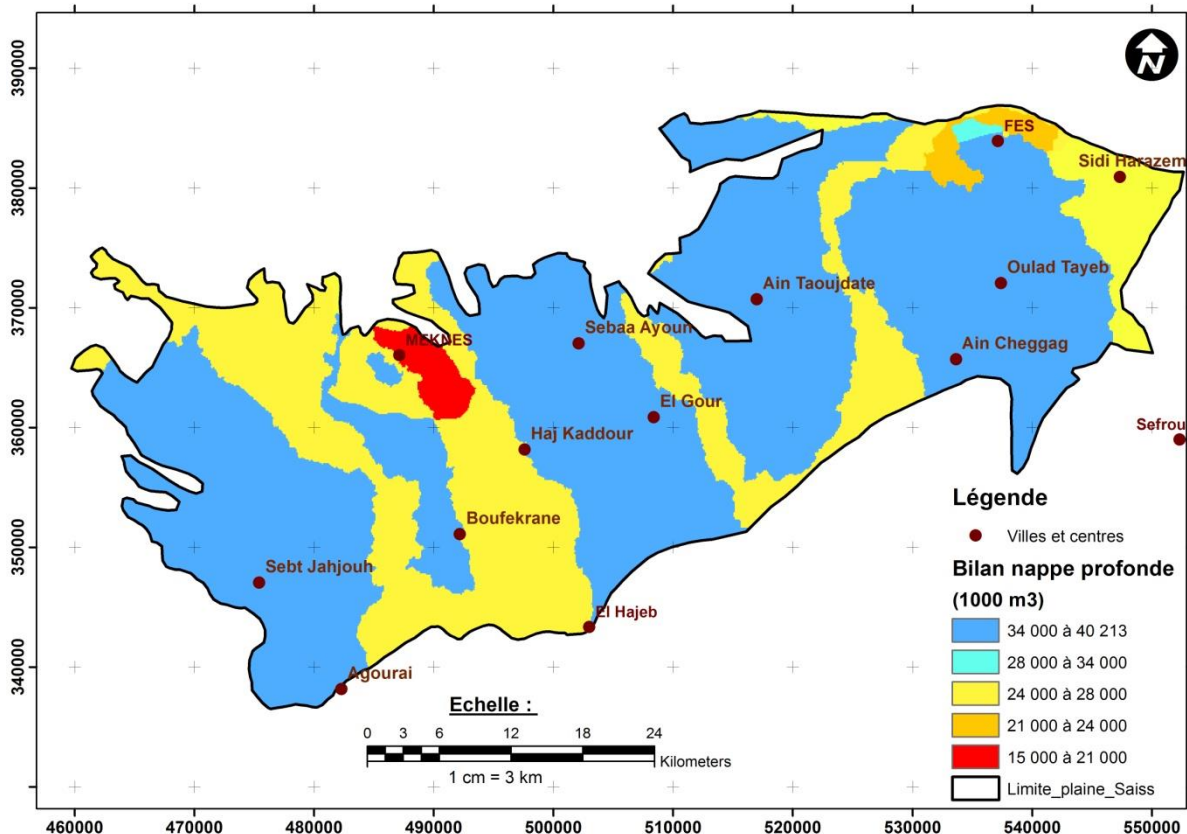 390000
380000
370000
360000
350000
340000
N
FES
Sidi Harazem
Oulad Tayeb
Ain Taoujdate
Sebaa Ayoun
MEKNES
Ain Cheggag
El Gour
Haj Kaddour
Sefrou
Boufekrane
Sebt Jahjouh
El Hajeb
Agourai
Echelle :
0 3 6 12 18 24
Kilometers
1 cm = 3 km
Légende
Villes et centres
Bilan nappe profonde
(1000 m3)
34 000 à 40 213
28 000 à 34 000
24 000 à 28 000
21 000 à 24 000
15 000 à 21 000
Limite_plaine_Saiss
460000 470000 480000 490000 500000 510000 520000 530000 540000 550000